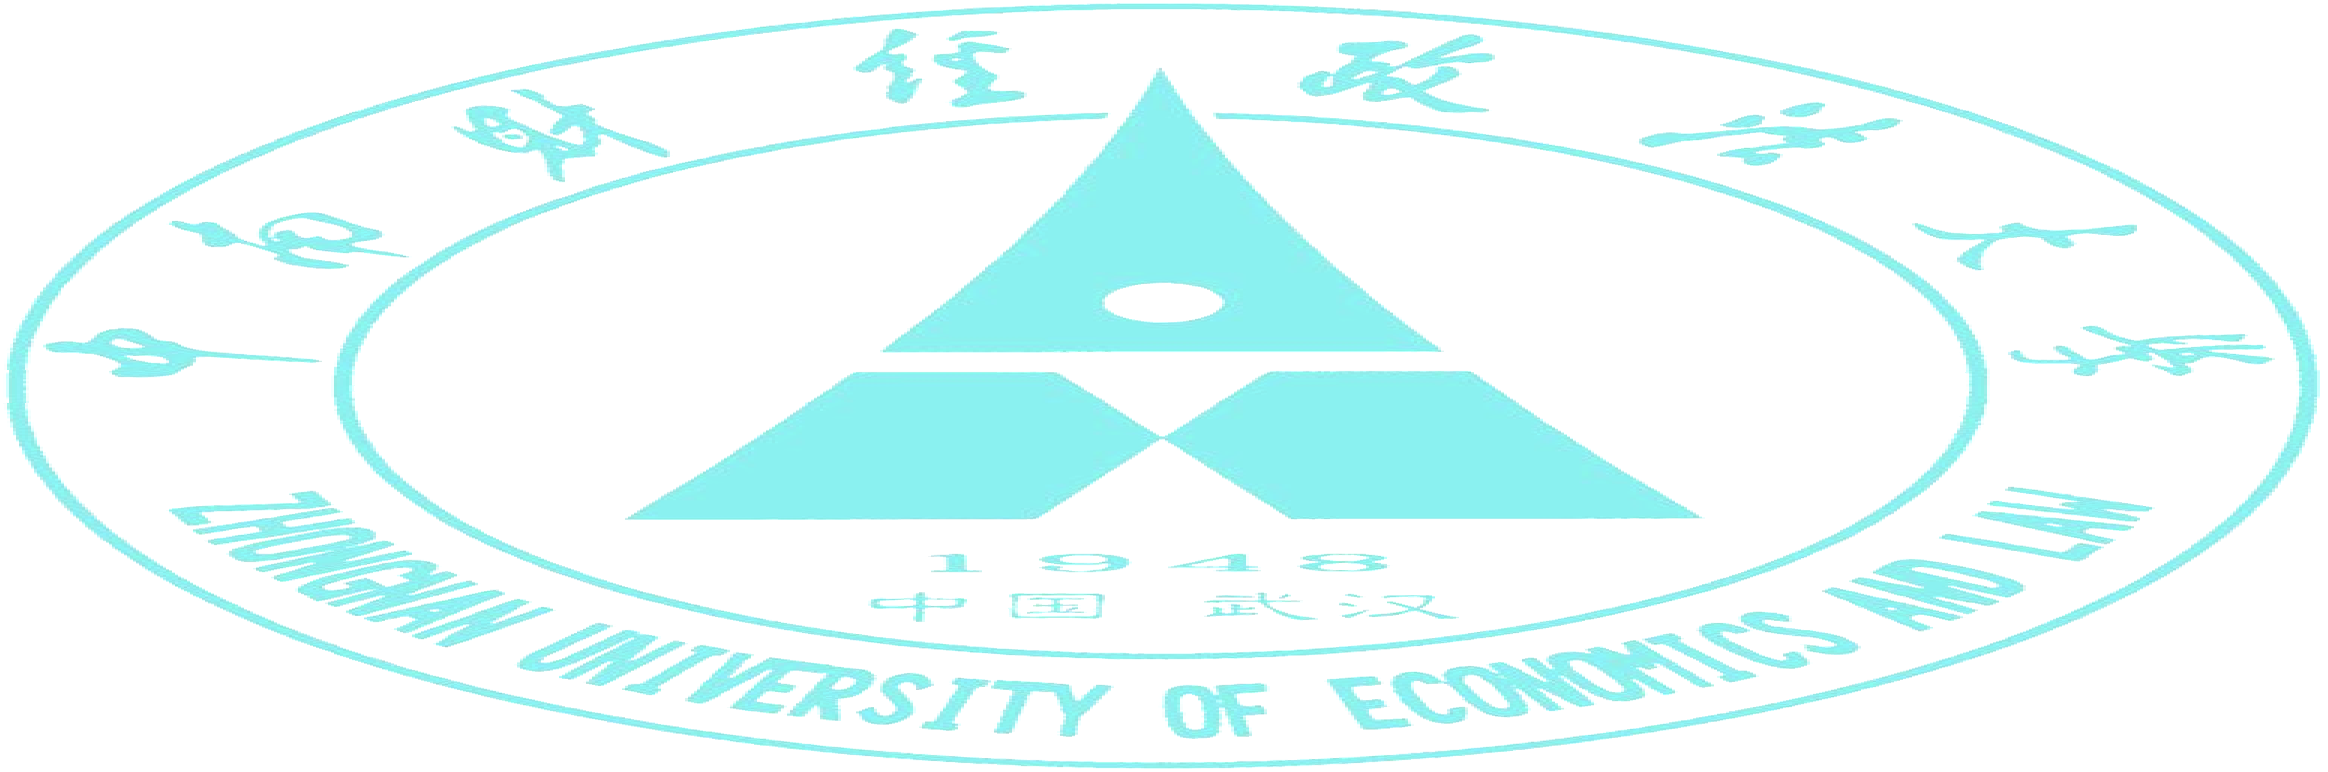 中南财经政法大学
1948
中国 武汉
ZHONGNAN UNIVERSITY OF ECONOMICS AND LAW